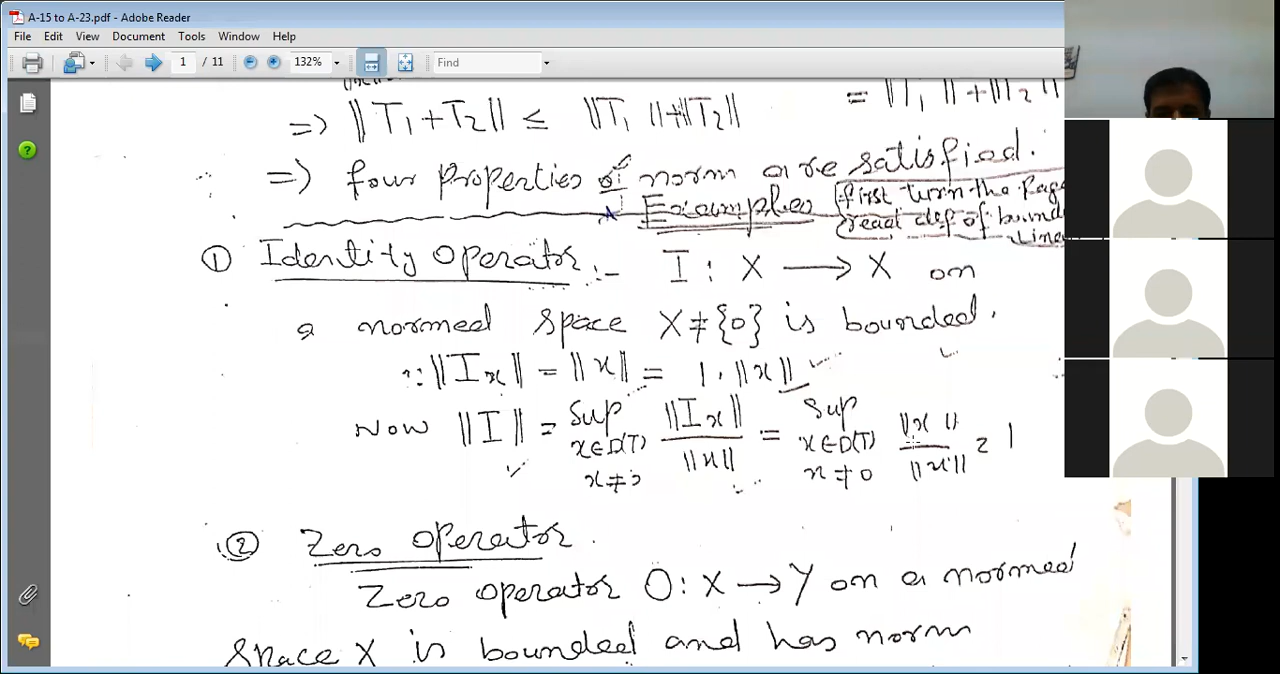 A-15 to A-23.pdf - Adobe Reader
File Edit View Document Tools Window Help
1 / 11 132% Find
=> ||T₁+T₂|| ≤ ||T₁||+||T₂|| = ||T₁||+||T₂||
=> four properties of norm are satisfied.
Examples (first turn the Page
read def of bound
Line
① Identity Operator :- I : X → X on
a normed space X≠{0} is bounded.
∵ ||Ix|| = ||x|| = 1.||x||
Now ||I|| = Sup x∈D(T) x≠0 ||Ix|| / ||x|| = Sup x∈D(T) x≠0 ||x|| / ||x|| = 1
② Zero Operator.
Zero operator O: X → Y on a normed
Space X is bounded and has norm